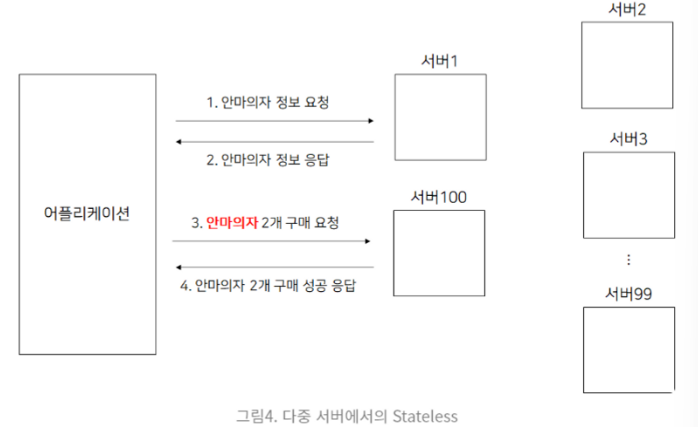 서버2
서버1
1. 안마의자 정보 요청
2. 안마의자 정보 응답
서버3
어플리케이션
서버100
3. 안마의자 2개 구매 요청
4. 안마의자 2개 구매 성공 응답
⋮
서버99
그림4. 다중 서버에서의 Stateless